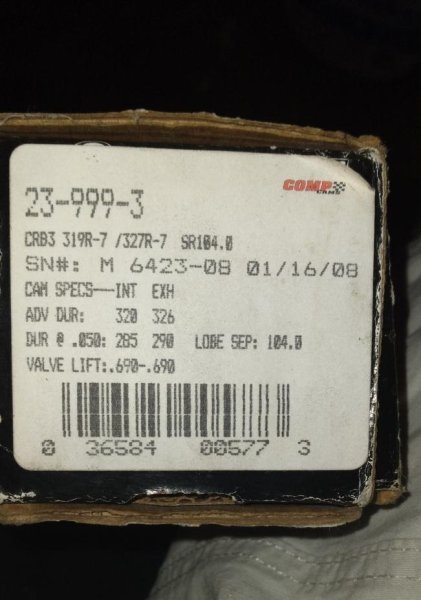 COMP
CAMS
23-999-3
CRB3 319R-7 /327R-7 SR104.0
SN#: M 6423-08 01/16/08
CAM SPECS---INT EXH
ADV DUR: 320 326
DUR @ .050: 285 290 LOBE SEP: 104.0
VALVE LIFT:.690-.690
0 36584 00577 3